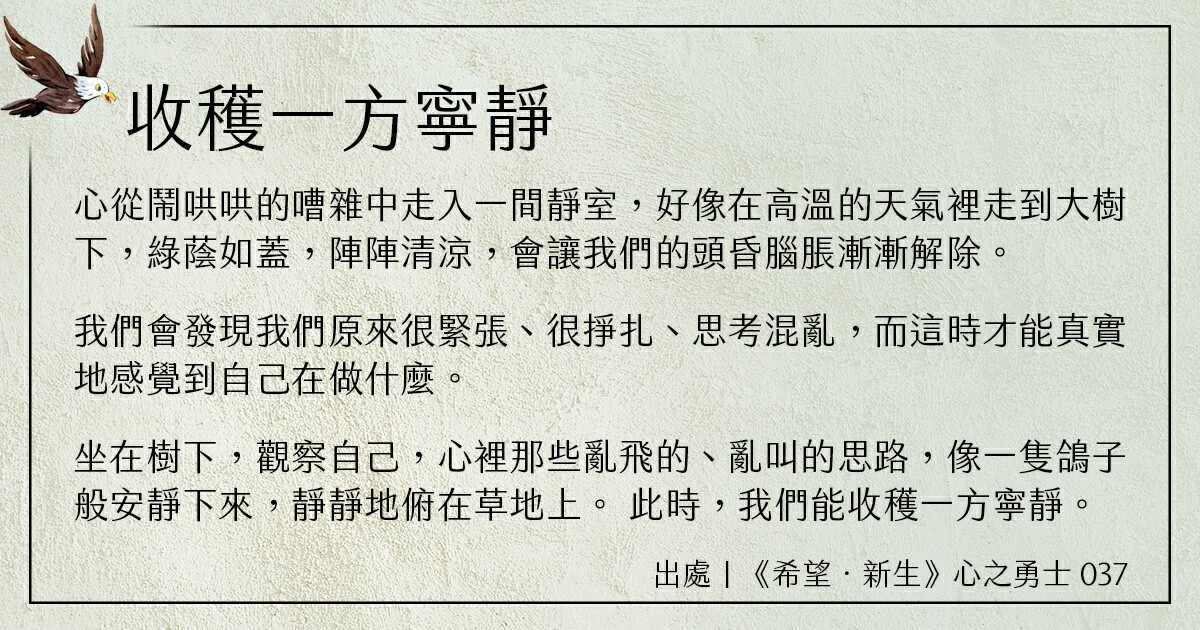 收穫一方寧靜
心從鬧哄哄的嘈雜中走入一間靜室，好像在高溫的天氣裡走到大樹
下，綠蔭如蓋，陣陣清涼，會讓我們的頭昏腦脹漸漸解除。
我們會發現我們原來很緊張、很掙扎、思考混亂，而這時才能真實
地感覺到自己在做什麼。
坐在樹下，觀察自己，心裡那些亂飛的、亂叫的思路，像一隻鴿子
般安靜下來，靜靜地俯在草地上。 此時，我們能收穫一方寧靜。
出處｜《希望．新生》心之勇士 037